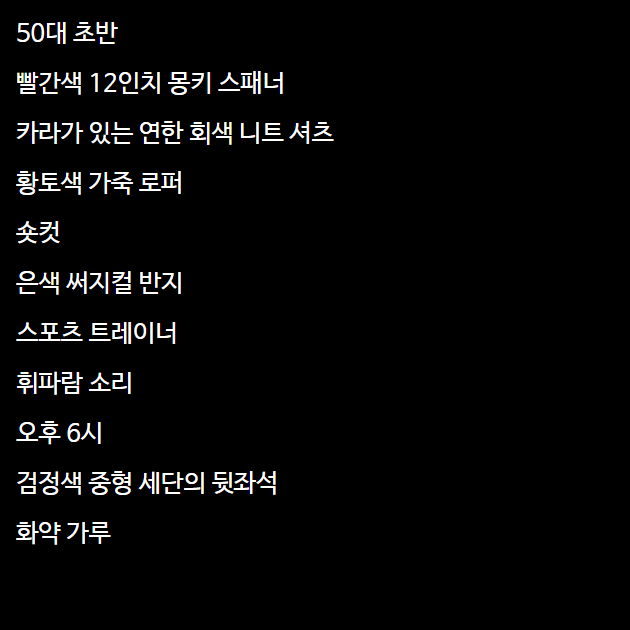 50대 초반
빨간색 12인치 몽키 스패너
카라가 있는 연한 회색 니트 셔츠
황토색 가죽 로퍼
숏컷
은색 써지컬 반지
스포츠 트레이너
휘파람 소리
오후 6시
검정색 중형 세단의 뒷좌석
화약 가루